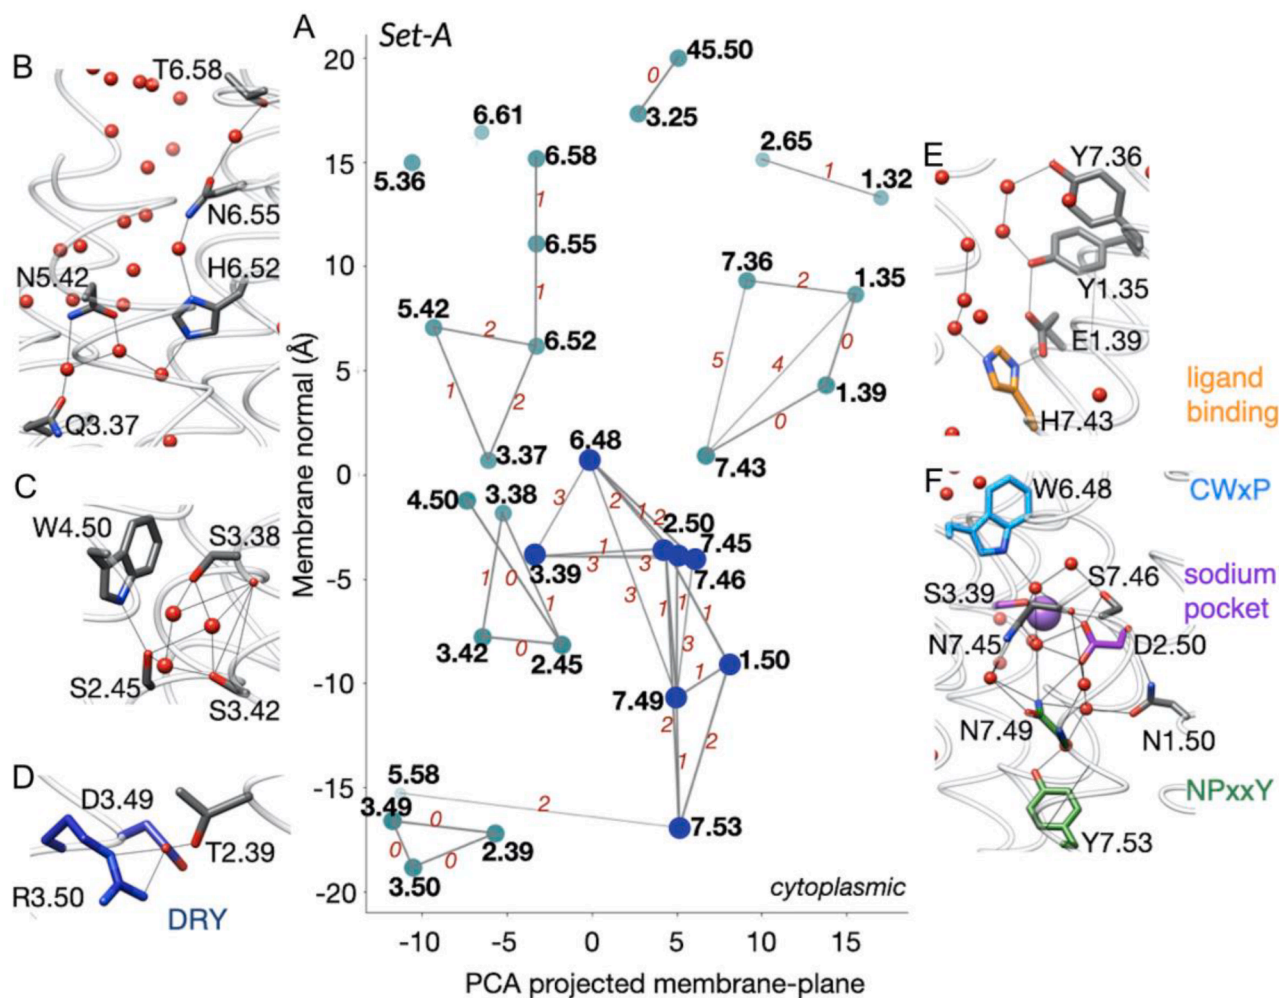 A
Set-A
B
T6.58
N6.55
N5.42
H6.52
Q3.37
C
W4.50
S3.38
S2.45
S3.42
D
D3.49
T2.39
R3.50
DRY
Membrane normal (Å)
20
15
10
5
0
-5
-10
-15
-20
45.50
0
3.25
6.61
6.58
2.65
5.36
1
1
1.32
6.55
7.36
2
1.35
1
5.42
2
6.52
0
5
4
1.39
1
2
0
6.48
3.37
7.43
4.50
3.38
3
2
1
2
2.50
7.45
1
3.39
3
3
7.46
1
0
1
3
1
1
1
3.42
0
2.45
3
1
1.50
7.49
2
1
2
5.58
2
3.49
0
7.53
2.39
0
0
3.50
cytoplasmic
-10
-5
0
5
10
15
PCA projected membrane-plane
E
Y7.36
Y1.35
E1.39
H7.43
ligand
binding
F
W6.48
CWxP
S3.39
S7.46
sodium
pocket
N7.45
D2.50
N7.49
N1.50
NPxxY
Y7.53